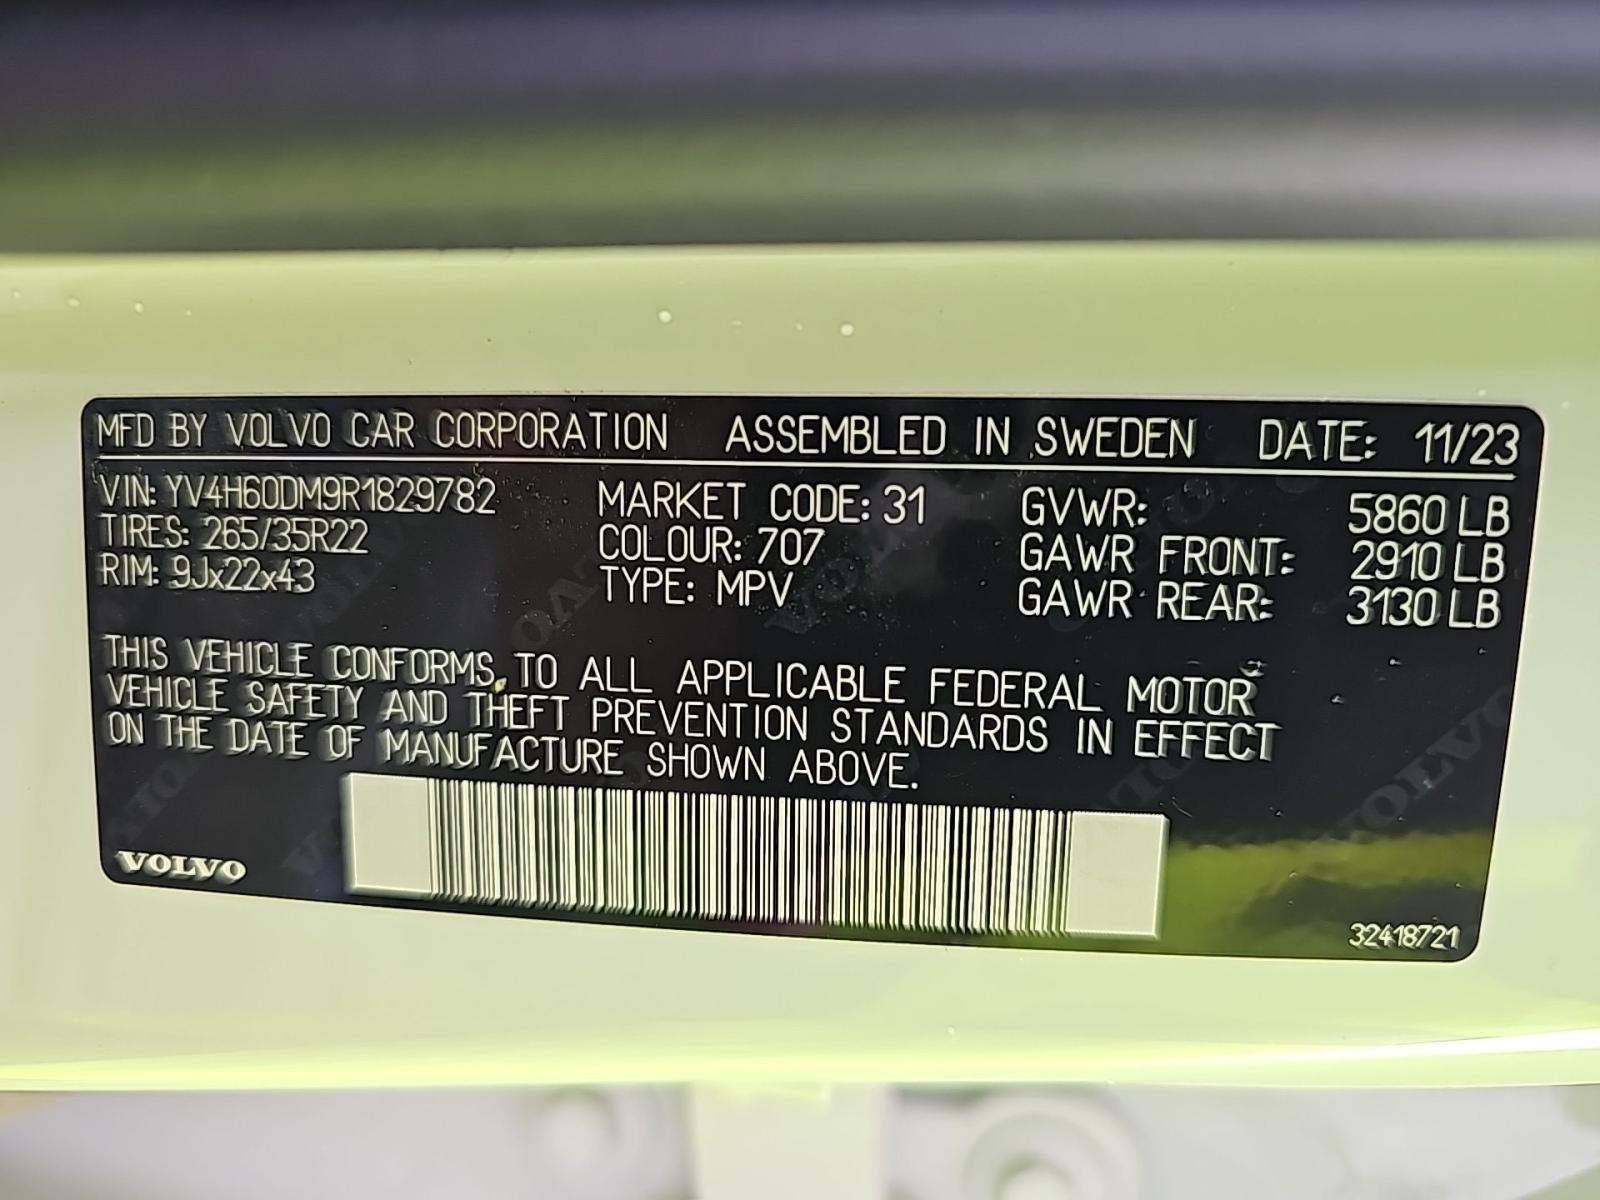 MFD BY VOLVO CAR CORPORATION ASSEMBLED IN SWEDEN DATE: 11/23
VIN: YV4H60DM9R1829782 MARKET CODE: 31 GVWR: 5860 LB
TIRES: 265/35R22 COLOUR: 707 GAWR FRONT: 2910 LB
RIM: 9Jx22x43 TYPE: MPV GAWR REAR: 3130 LB
THIS VEHICLE CONFORMS TO ALL APPLICABLE FEDERAL MOTOR
VEHICLE SAFETY AND THEFT PREVENTION STANDARDS IN EFFECT
ON THE DATE OF MANUFACTURE SHOWN ABOVE.
VOLVO
32418721